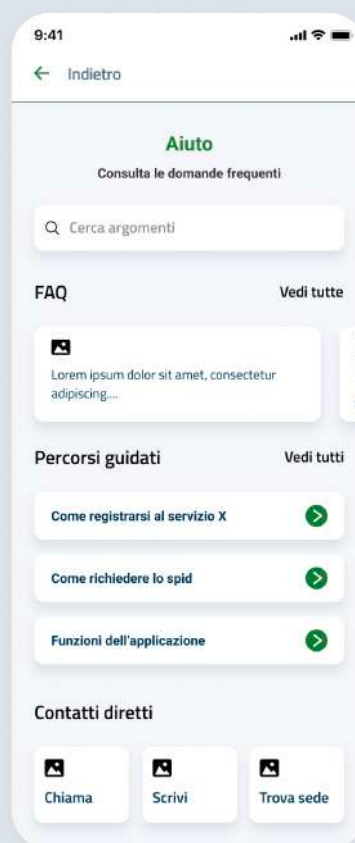 9:41
Indietro
Aiuto
Consulta le domande frequenti
Cerca argomenti
FAQ
Vedi tutte
Lorem ipsum dolor sit amet, consectetur
adipiscing....
Percorsi guidati
Vedi tutti
Come registrarsi al servizio X
Come richiedere lo spid
Funzioni dell'applicazione
Contatti diretti
Chiama
Scrivi
Trova sede